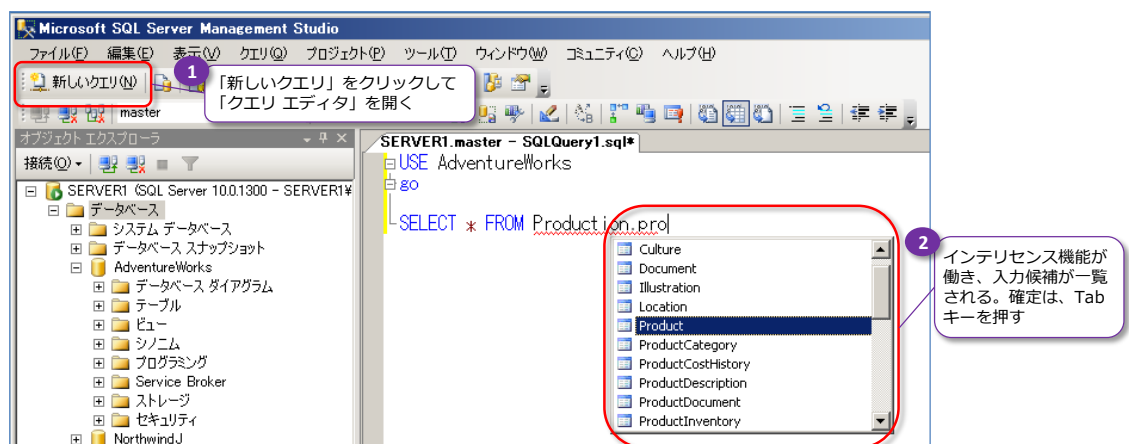 Microsoft SQL Server Management Studio
ファイル(F) 編集(E) 表示(V) クエリ(Q) プロジェクト(P) ツール(T) ウィンドウ(W) コミュニティ(C) ヘルプ(H)
新しいクエリ(N)
1
「新しいクエリ」をクリックして
「クエリ エディタ」を開く
master
オブジェクト エクスプローラ
接続(O)
SERVER1 (SQL Server 10.0.1300 - SERVER1¥
データベース
システム データベース
データベース スナップショット
AdventureWorks
データベース ダイアグラム
テーブル
ビュー
シノニム
プログラミング
Service Broker
ストレージ
セキュリティ
NorthwindJ
SERVER1.master - SQLQuery1.sql*
USE AdventureWorks
go
SELECT * FROM Production.pro
Culture
Document
Illustration
Location
Product
ProductCategory
ProductCostHistory
ProductDescription
ProductDocument
ProductInventory
2
インテリセンス機能が
働き、入力候補が一覧
される。確定は、Tab
キーを押す